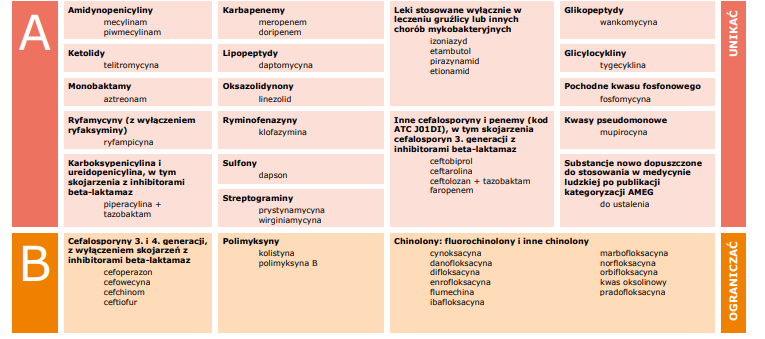 A
Amidynopenicyliny
mecylinam
piwmecylinam
Ketolidy
telitromycyna
Monobaktamy
aztreonam
Ryfamycyny (z wyłączeniem
ryfaksyminy)
ryfampicyna
Karboksypenicylina i
ureidopenicylina, w tym
skojarzenia z inhibitorami
beta-laktamaz
piperacylina +
tazobaktam
Karbapenemy
meropenem
doripenem
Lipopeptydy
daptomycyna
Oksazolidynony
linezolid
Ryminofenazyny
klofazymina
Sulfony
dapson
Streptograminy
prystynamycyna
wirginiamycyna
Leki stosowane wyłącznie w
leczeniu gruźlicy lub innych
chorób mykobakteryjnych
izoniazyd
etambutol
pirazynamid
etionamid
Inne cefalosporyny i penemy (kod
ATC J01DI), w tym skojarzenia
cefalosporyn 3. generacji z
inhibitorami beta-laktamaz
ceftobiprol
ceftarolina
ceftolozan + tazobaktam
faropenem
Glikopeptydy
wankomycyna
Glicylocykliny
tygecyklina
Pochodne kwasu fosfonowego
fosfomycyna
Kwasy pseudomonowe
mupirocyna
Substancje nowo dopuszczone
do stosowania w medycynie
ludzkiej po publikacji
kategoryzacji AMEG
do ustalenia
UNIKAĆ
B
Cefalosporyny 3. i 4. generacji,
z wyłączeniem skojarzeń z
inhibitorami beta-laktamaz
cefoperazon
cefowecyna
cefchinom
ceftiofur
Polimyksyny
kolistyna
polimyksyna B
Chinolony: fluorochinolony i inne chinolony
cynoksacyna
danofloksacyna
difloksacyna
enrofloksacyna
flumechina
ibafloksacyna
marbofloksacyna
norfloksacyna
orbifloksacyna
kwas oksolinowy
pradofloksacyna
OGRANICZAĆ